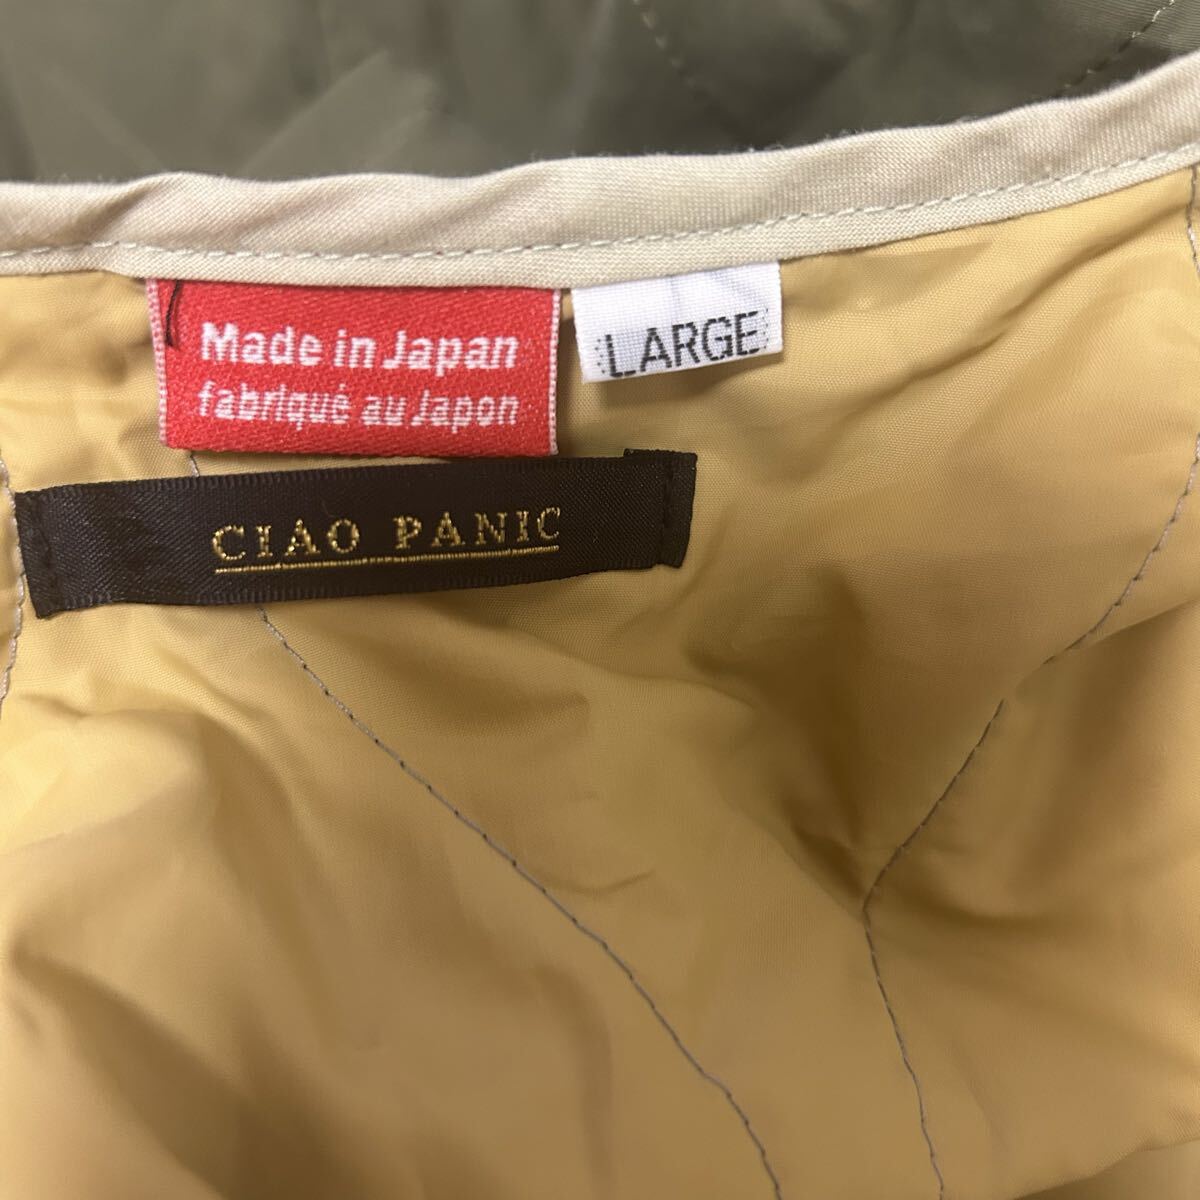 Made in Japan
fabriqué au Japon
LARGE
CIAO PANIC